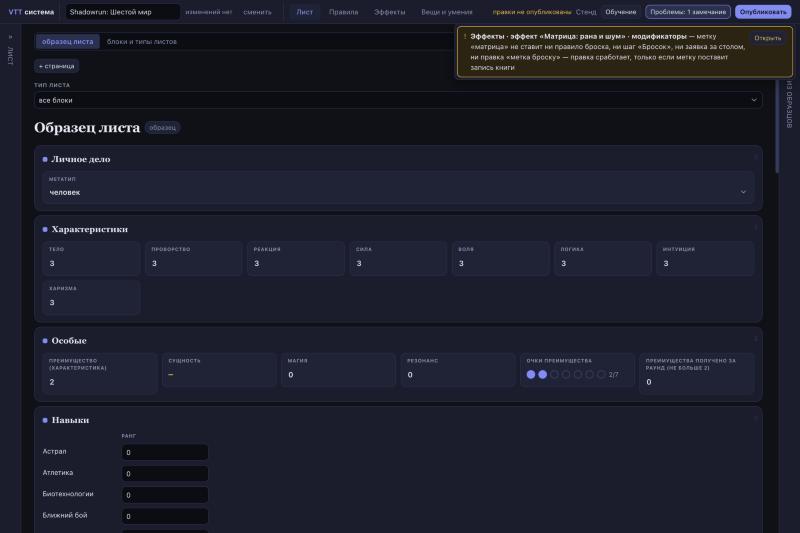 VTT система
Shadowrun: Шестой мир
изменений нет
сменить
Лист
Правила
Эффекты
Вещи и умения
правки не опубликованы
Стенд
Обучение
Проблемы: 1 замечание
Опубликовать
» ЛИСТ
образец листа
блоки и типы листов
! Эффекты · эффект «Матрица: рана и шум» · модификаторы — метку
«матрица» не ставит ни правило броска, ни шаг «Бросок», ни заявка за столом,
ни правка «метка броску» — правка сработает, только если метку поставит
запись книги
Открыть
ИЗ ОБРАЗЦОВ
+ страница
ТИП ЛИСТА
все блоки
Образец листа
образец
Личное дело
МЕТАТИП
человек
Характеристики
ТЕЛО
3
ПРОВОРСТВО
3
РЕАКЦИЯ
3
СИЛА
3
ВОЛЯ
3
ЛОГИКА
3
ИНТУИЦИЯ
3
ХАРИЗМА
3
Особые
ПРЕИМУЩЕСТВО
(ХАРАКТЕРИСТИКА)
2
СУЩНОСТЬ
–
МАГИЯ
0
РЕЗОНАНС
0
ОЧКИ ПРЕИМУЩЕСТВА
2/7
ПРЕИМУЩЕСТВА ПОЛУЧЕНО ЗА
РАУНД (НЕ БОЛЬШЕ 2)
0
Навыки
РАНГ
Астрал
0
Атлетика
0
Биотехнологии
0
Ближний бой
0